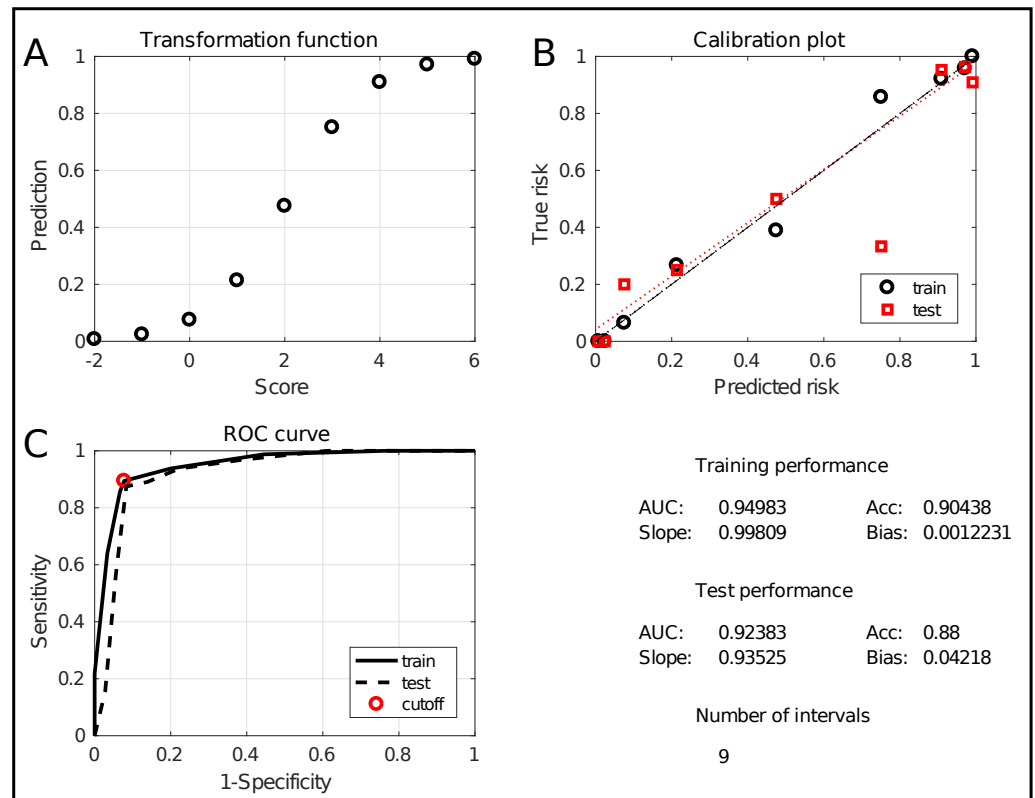 A
Transformation function
1
0.8
0.6
0.4
0.2
0
-2
0
2
4
6
Prediction
Score
B
Calibration plot
1
0.8
0.6
0.4
0.2
0
0
0.2
0.4
0.6
0.8
1
True risk
Predicted risk
train
test
C
ROC curve
1
0.8
0.6
0.4
0.2
0
0
0.2
0.4
0.6
0.8
1
Sensitivity
1-Specificity
train
test
cutoff
Training performance
AUC: 0.94983 Acc: 0.90438
Slope: 0.99809 Bias: 0.0012231
Test performance
AUC: 0.92383 Acc: 0.88
Slope: 0.93525 Bias: 0.04218
Number of intervals
9